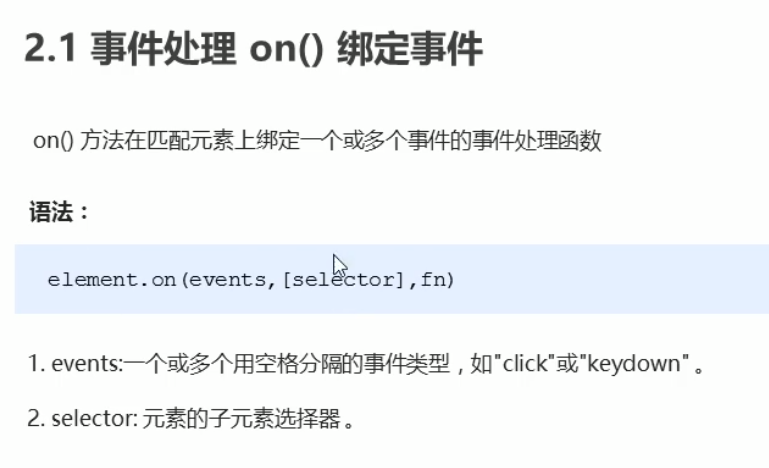 2.1 事件处理 on() 绑定事件
on() 方法在匹配元素上绑定一个或多个事件的事件处理函数
语法：
element.on(events,[selector],fn)
1. events:一个或多个用空格分隔的事件类型，如"click"或"keydown" 。
2. selector: 元素的子元素选择器 。